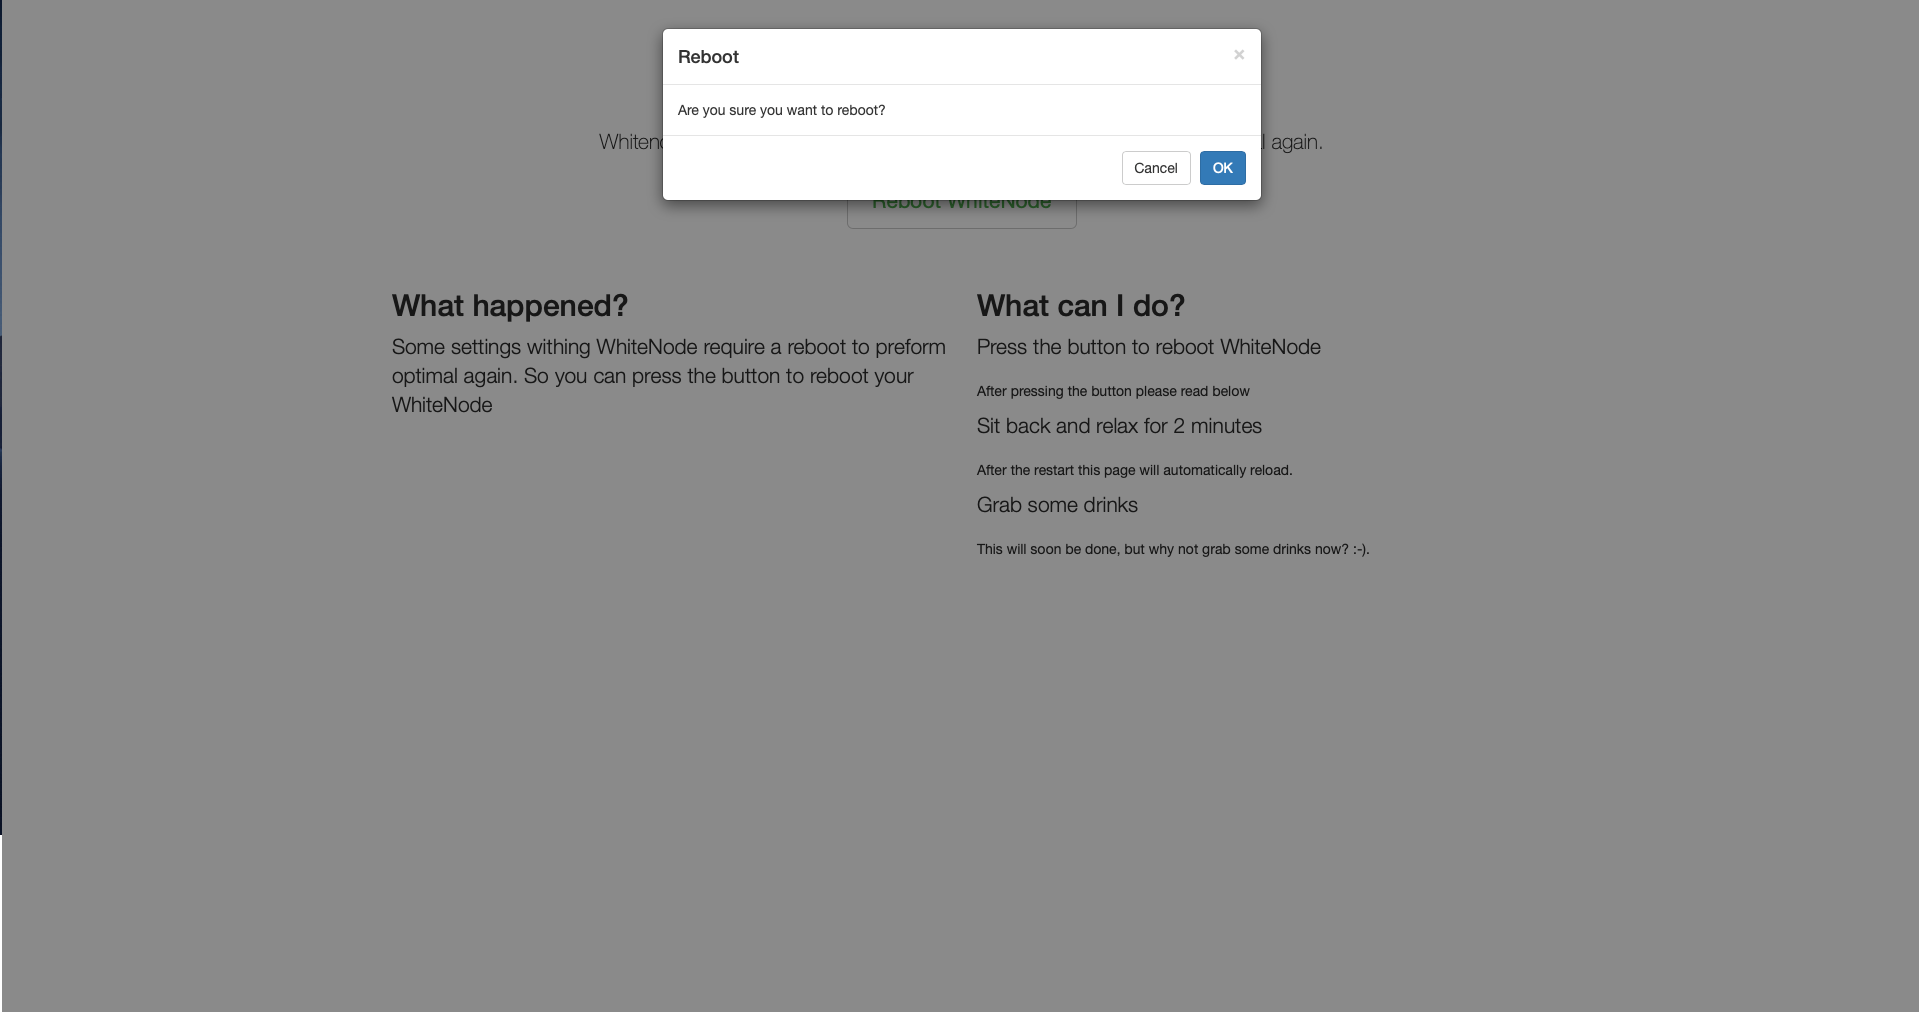 Reboot
×
Are you sure you want to reboot?
again.
Cancel
OK
Reboot WhiteNode
What happened?
Some settings withing WhiteNode require a reboot to preform
optimal again. So you can press the button to reboot your
WhiteNode
What can I do?
Press the button to reboot WhiteNode
After pressing the button please read below
Sit back and relax for 2 minutes
After the restart this page will automatically reload.
Grab some drinks
This will soon be done, but why not grab some drinks now? :-).